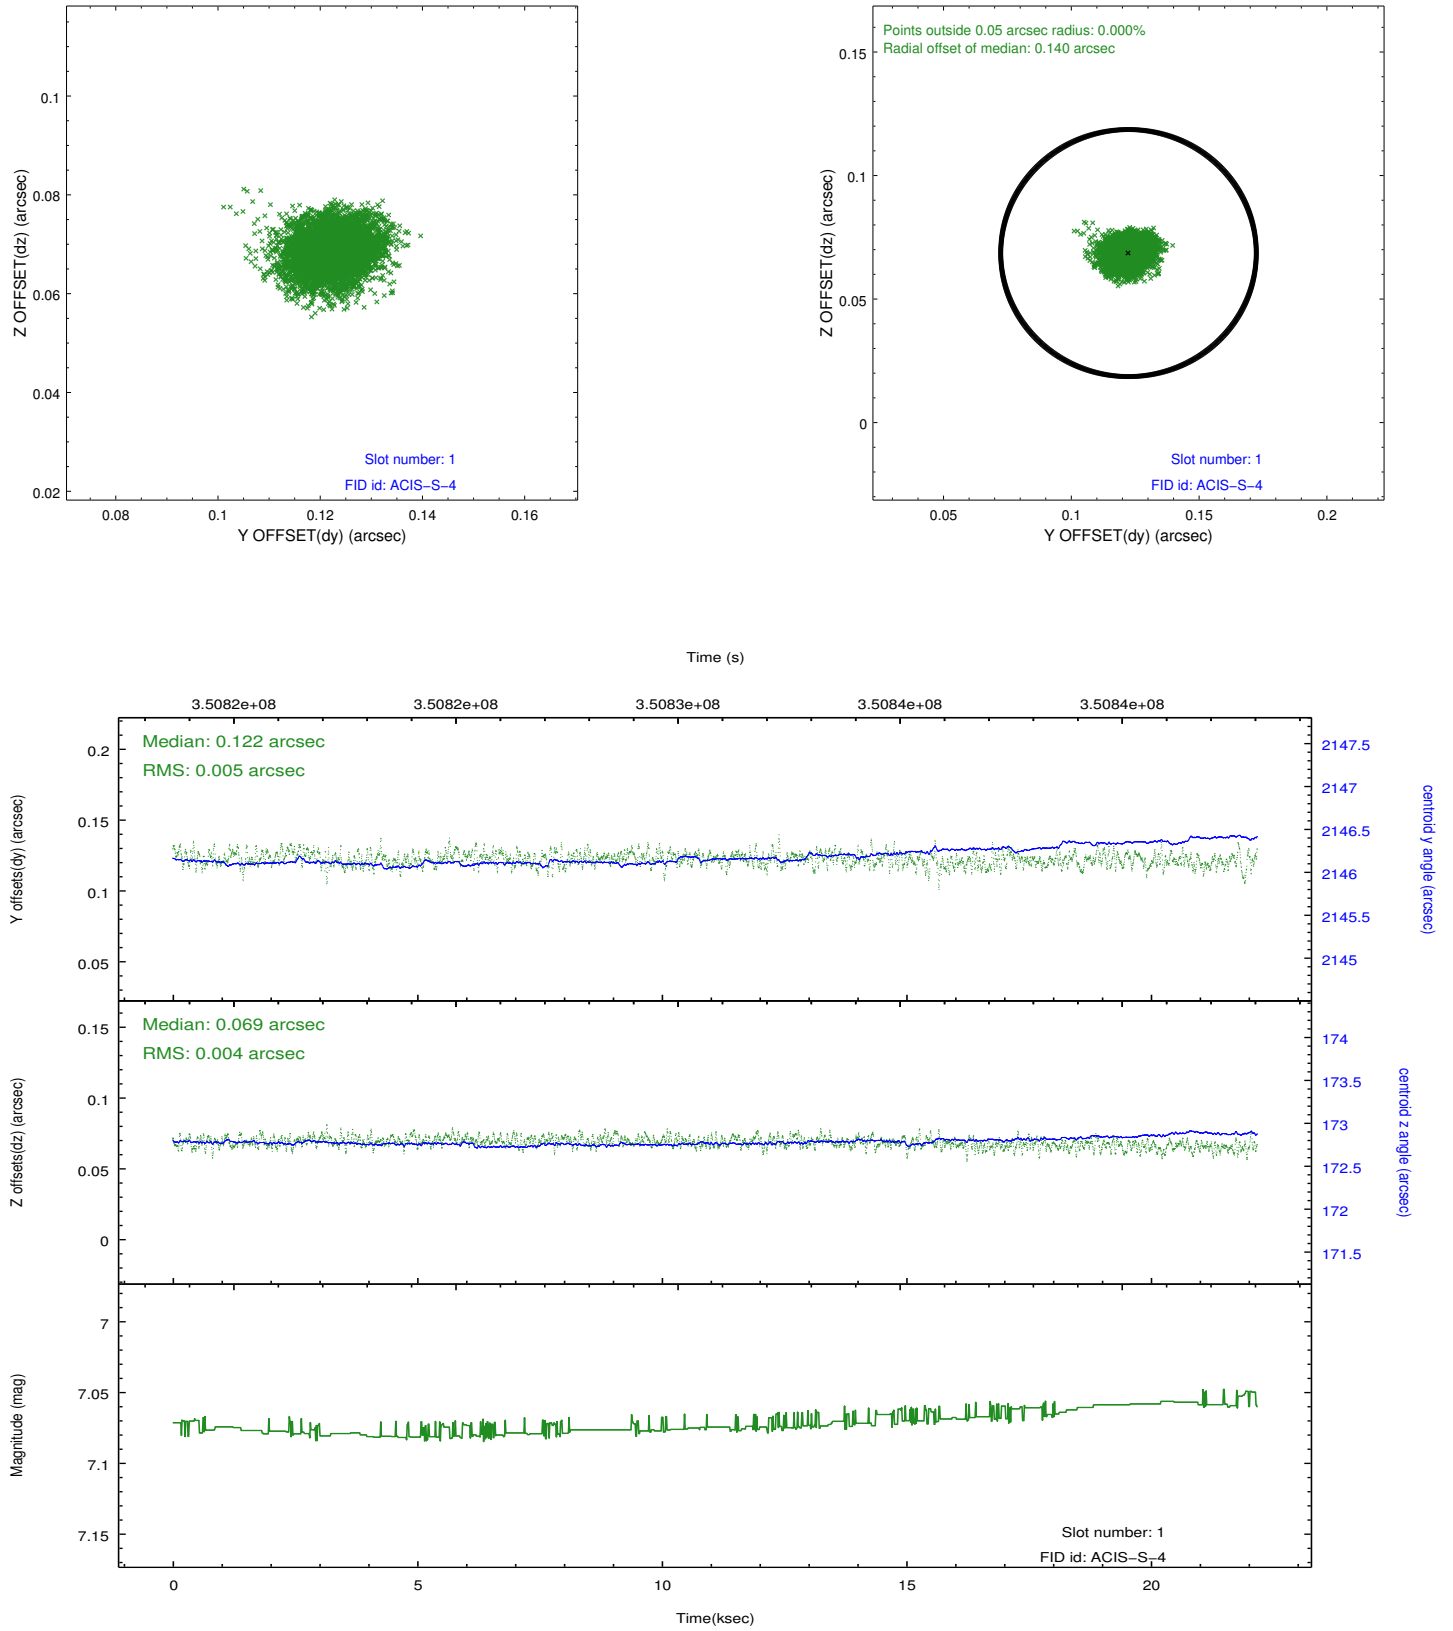 0.1
0.08
0.06
0.04
0.02
Z OFFSET(dz) (arcsec)
Slot number: 1
FID id: ACIS−S−4
0.08 0.1 0.12 0.14 0.16
Y OFFSET(dy) (arcsec)
Points outside 0.05 arcsec radius: 0.000%
Radial offset of median: 0.140 arcsec
0.15
0.1
0.05
0
Z OFFSET(dz) (arcsec)
Slot number: 1
FID id: ACIS−S−4
0.05 0.1 0.15 0.2
Y OFFSET(dy) (arcsec)
Time (s)
3.5082e+08 3.5082e+08 3.5083e+08 3.5084e+08 3.5084e+08
Median: 0.122 arcsec
RMS: 0.005 arcsec
0.2
0.15
0.1
0.05
Y offsets(dy) (arcsec)
2147.5
2147
2146.5
2146
2145.5
2145
centroid y angle (arcsec)
Median: 0.069 arcsec
RMS: 0.004 arcsec
0.15
0.1
0.05
0
Z offsets(dz) (arcsec)
174
173.5
173
172.5
172
171.5
centroid z angle (arcsec)
7
7.05
7.1
7.15
Magnitude (mag)
Slot number: 1
FID id: ACIS−S−4
0 5 10 15 20
Time(ksec)